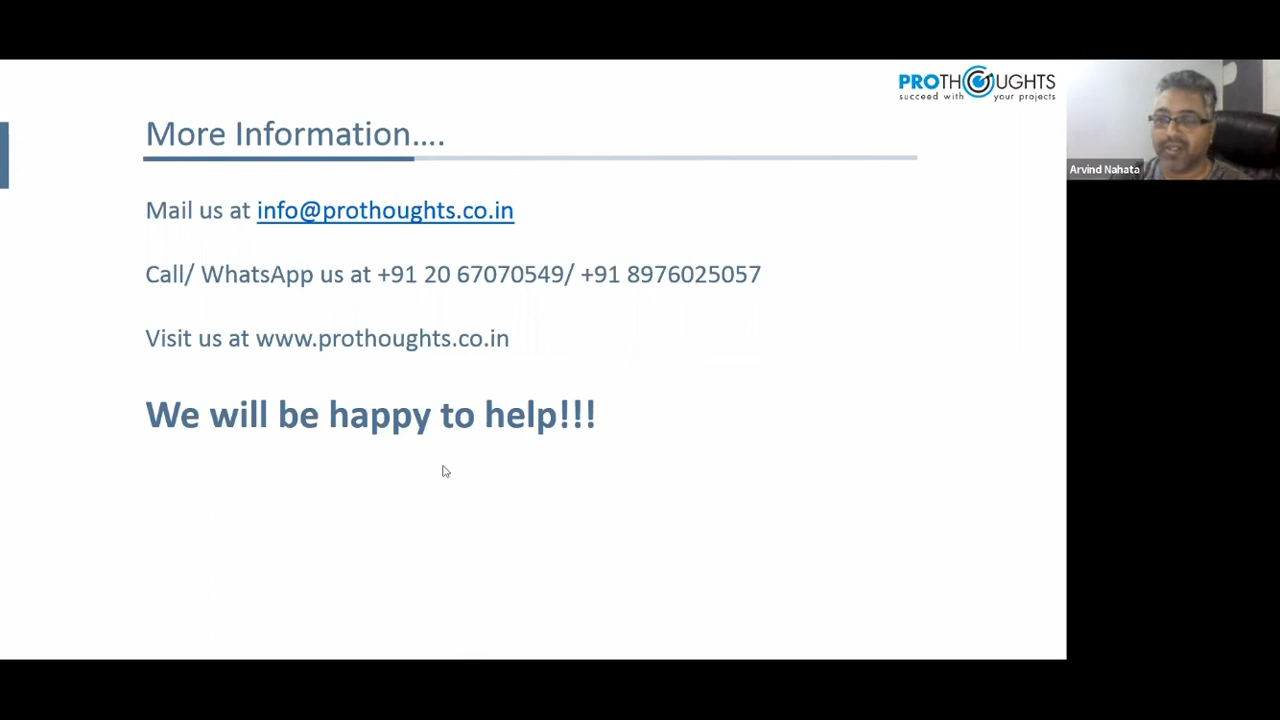 PROTHOUGHTS
succeed with your projects
More Information....
Arvind Nahata
Mail us at info@prothoughts.co.in
Call/ WhatsApp us at +91 20 67070549/ +91 8976025057
Visit us at www.prothoughts.co.in
We will be happy to help!!!